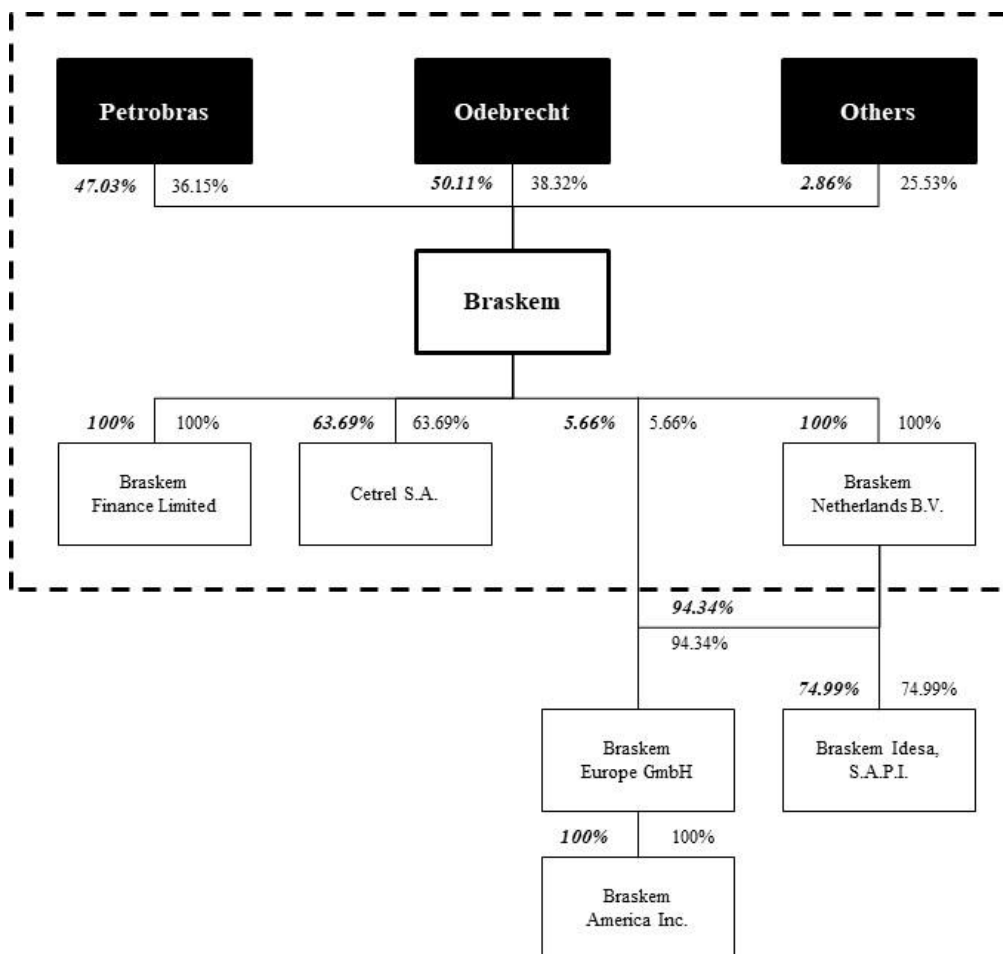 Petrobras
Odebrecht
Others
47.03% 36.15%
50.11% 38.32%
2.86% 25.53%
Braskem
100% 100%
63.69% 63.69%
5.66% 5.66%
100% 100%
Braskem
Finance Limited
Cetrel S.A.
Braskem
Netherlands B.V.
94.34%
94.34%
74.99% 74.99%
Braskem
Europe GmbH
Braskem Idesa,
S.A.P.I.
100% 100%
Braskem
America Inc.